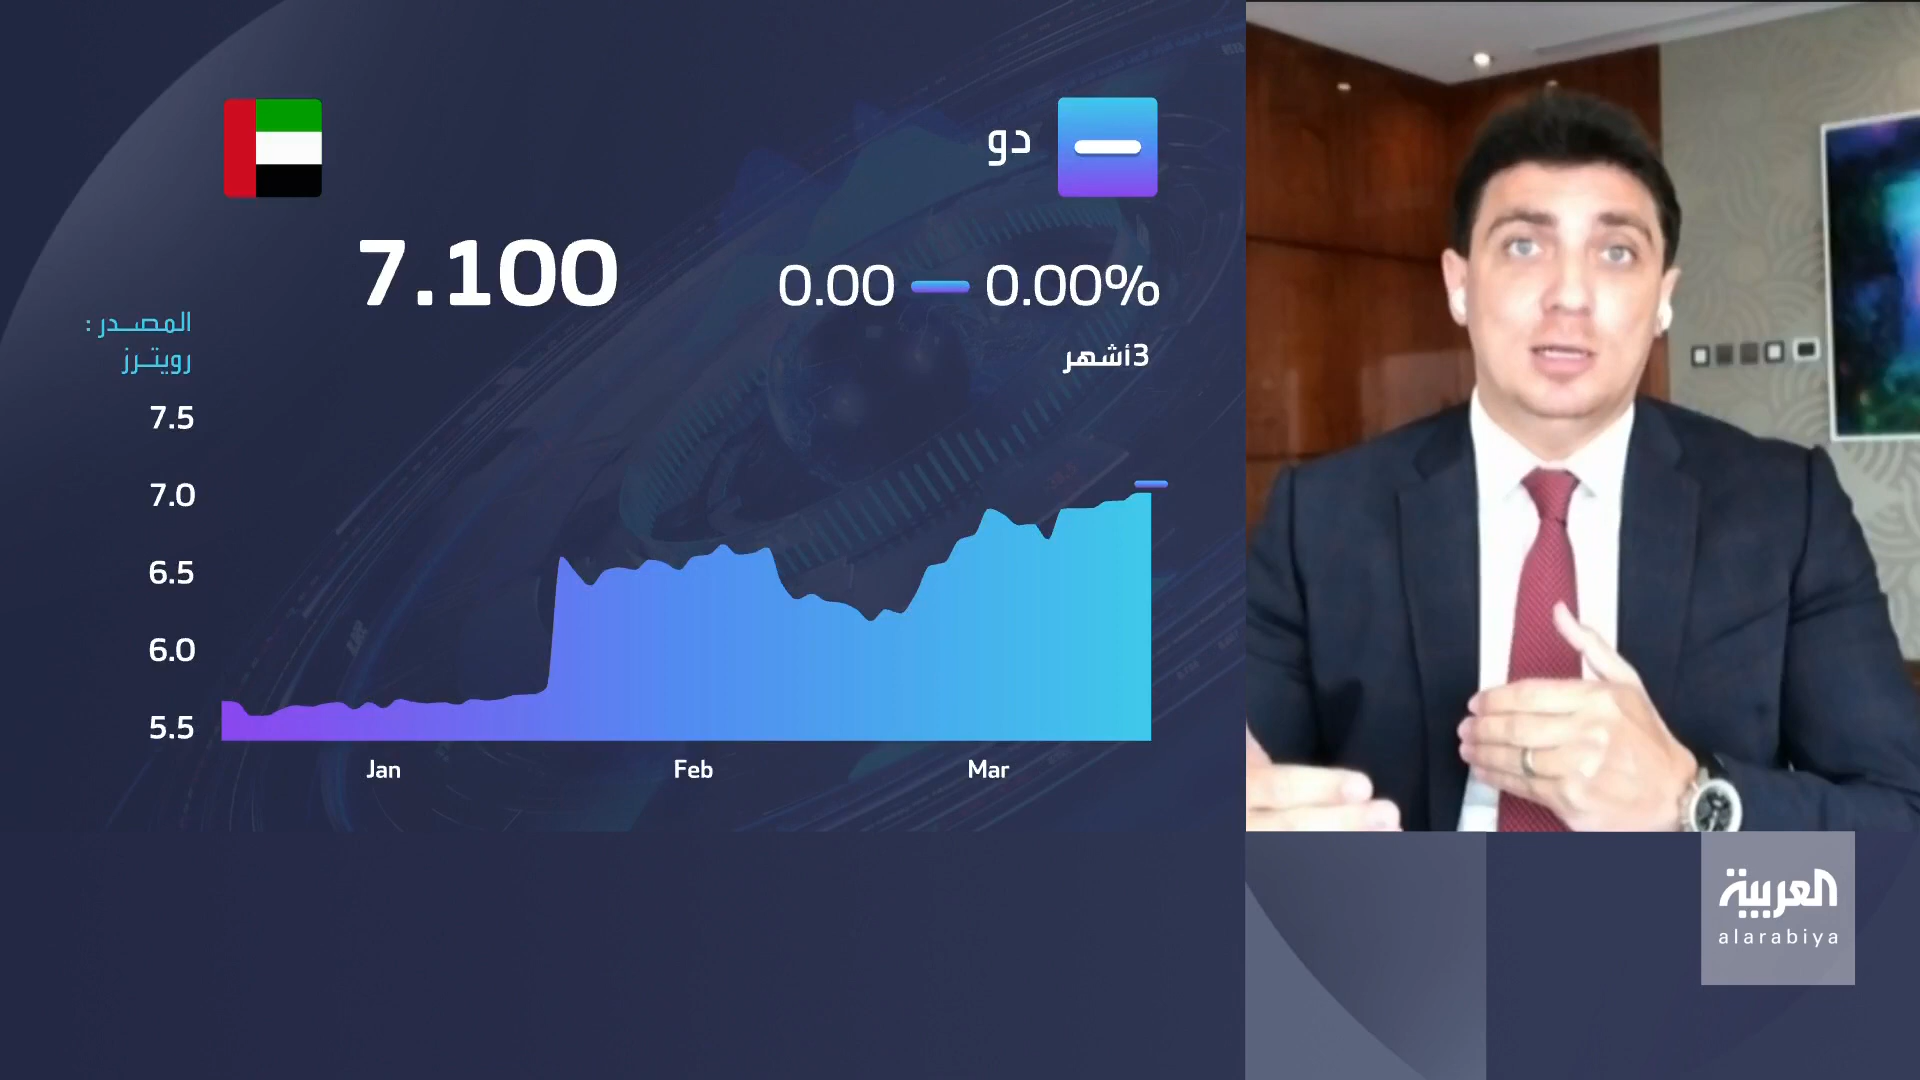 دو
7.100
0.00
0.00%
المصدر :
رويترز
3أشهر
7.5
7.0
6.5
6.0
5.5
Jan Feb Mar
العربية
alarabiya